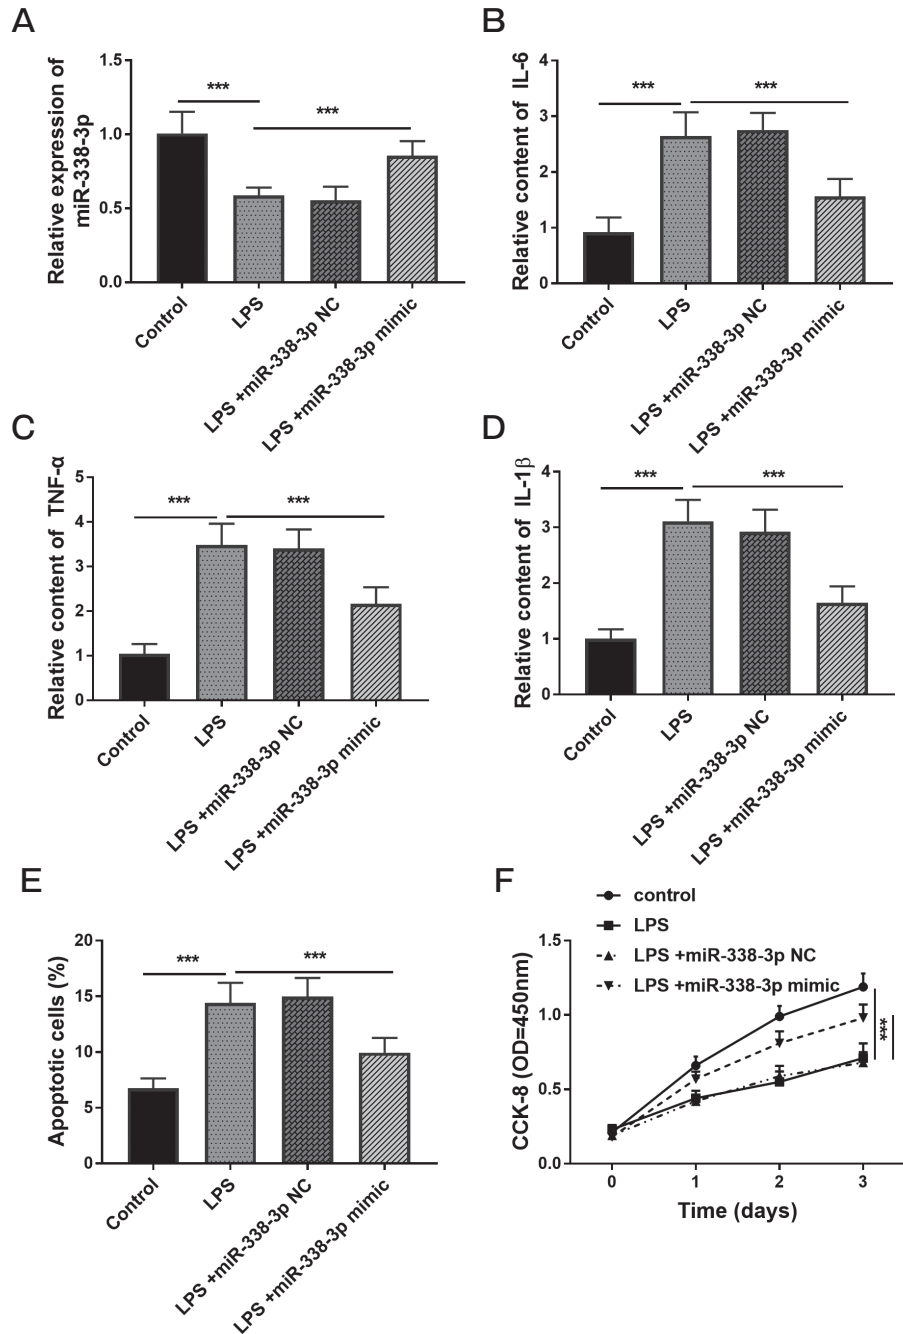 A
Relative expression of
miR-338-3p
1.5
1.0
0.5
0.0
***
***
Control
LPS
LPS +miR-338-3p NC
LPS +miR-338-3p mimic
B
Relative content of IL-6
4
3
2
1
0
***
***
Control
LPS
LPS +miR-338-3p NC
LPS +miR-338-3p mimic
C
Relative content of TNF-α
5
4
3
2
1
0
***
***
Control
LPS
LPS +miR-338-3p NC
LPS +miR-338-3p mimic
D
Relative content of IL-1β
4
3
2
1
0
***
***
Control
LPS
LPS +miR-338-3p NC
LPS +miR-338-3p mimic
E
Apoptotic cells (%)
20
15
10
5
0
***
***
Control
LPS
LPS +miR-338-3p NC
LPS +miR-338-3p mimic
F
control
LPS
LPS +miR-338-3p NC
LPS +miR-338-3p mimic
CCK-8 (OD=450nm)
1.5
1.0
0.5
0.0
***
0
1
2
3
Time (days)